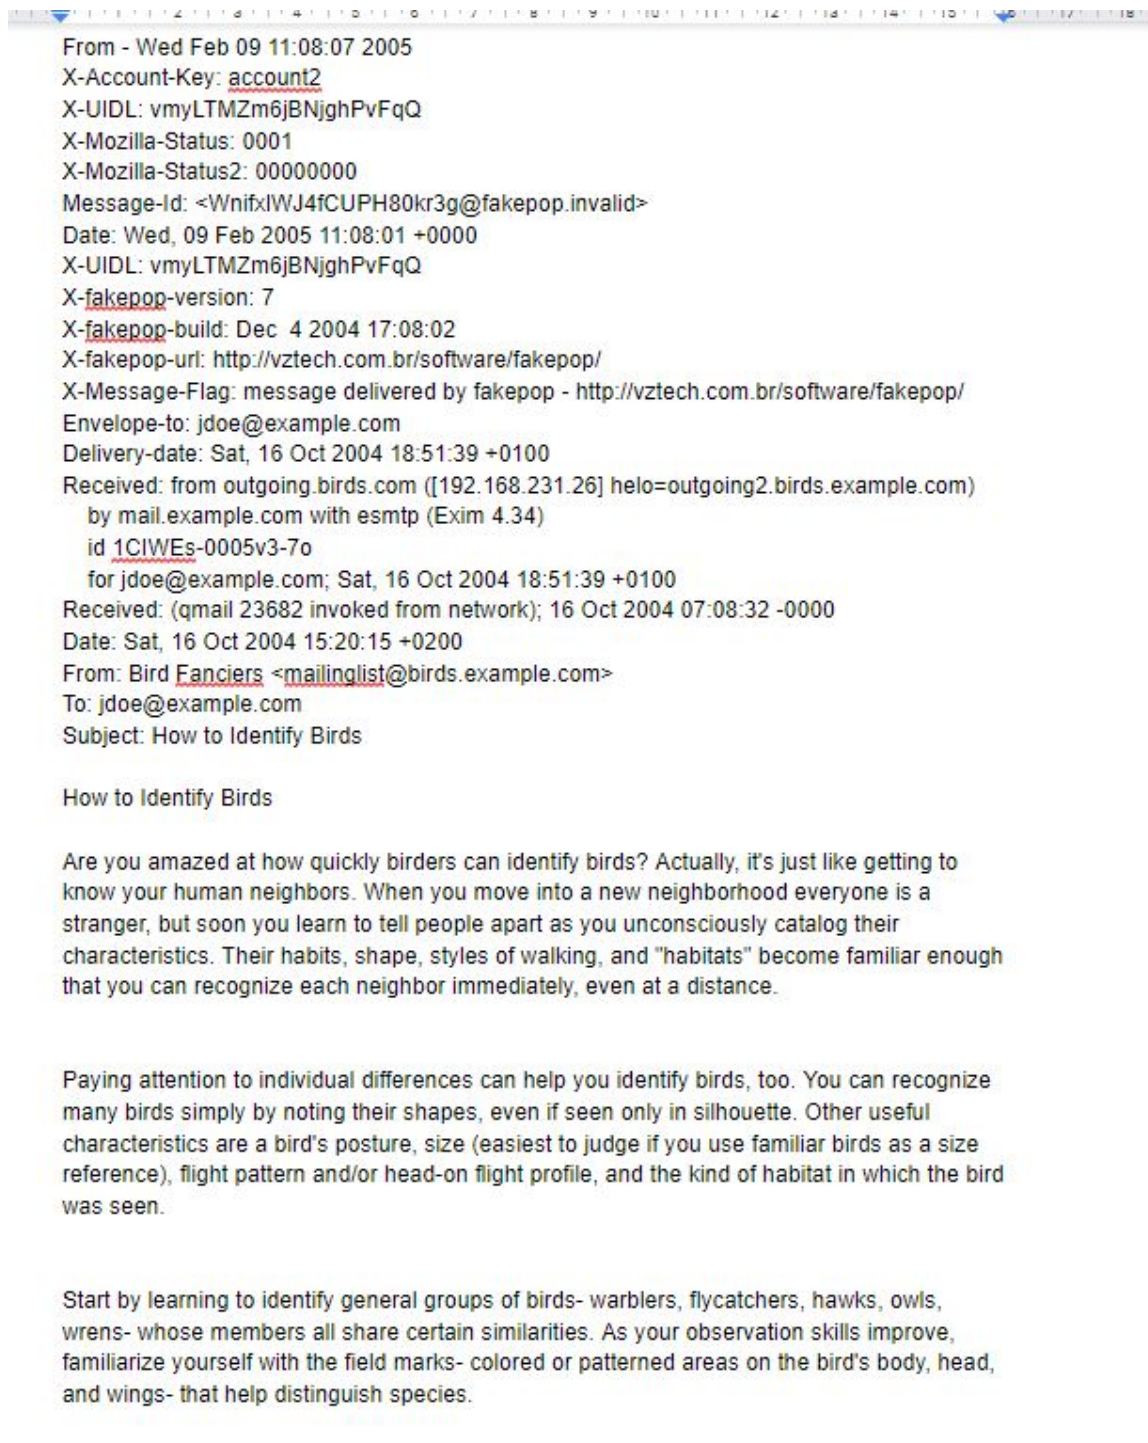 From - Wed Feb 09 11:08:07 2005
X-Account-Key: account2
X-UIDL: vmyLTMZm6jBNjghPvFqQ
X-Mozilla-Status: 0001
X-Mozilla-Status2: 00000000
Message-Id: <WnifxIWJ4fCUPH80kr3g@fakepop.invalid>
Date: Wed, 09 Feb 2005 11:08:01 +0000
X-UIDL: vmyLTMZm6jBNjghPvFqQ
X-fakepop-version: 7
X-fakepop-build: Dec  4 2004 17:08:02
X-fakepop-url: http://vztech.com.br/software/fakepop/
X-Message-Flag: message delivered by fakepop - http://vztech.com.br/software/fakepop/
Envelope-to: jdoe@example.com
Delivery-date: Sat, 16 Oct 2004 18:51:39 +0100
Received: from outgoing.birds.com ([192.168.231.26] helo=outgoing2.birds.example.com)
by mail.example.com with esmtp (Exim 4.34)
id 1CIWEs-0005v3-7o
for jdoe@example.com; Sat, 16 Oct 2004 18:51:39 +0100
Received: (qmail 23682 invoked from network); 16 Oct 2004 07:08:32 -0000
Date: Sat, 16 Oct 2004 15:20:15 +0200
From: Bird Fanciers <mailinglist@birds.example.com>
To: jdoe@example.com
Subject: How to Identify Birds
How to Identify Birds
Are you amazed at how quickly birders can identify birds? Actually, it's just like getting to
know your human neighbors. When you move into a new neighborhood everyone is a
stranger, but soon you learn to tell people apart as you unconsciously catalog their
characteristics. Their habits, shape, styles of walking, and "habitats" become familiar enough
that you can recognize each neighbor immediately, even at a distance.
Paying attention to individual differences can help you identify birds, too. You can recognize
many birds simply by noting their shapes, even if seen only in silhouette. Other useful
characteristics are a bird's posture, size (easiest to judge if you use familiar birds as a size
reference), flight pattern and/or head-on flight profile, and the kind of habitat in which the bird
was seen.
Start by learning to identify general groups of birds- warblers, flycatchers, hawks, owls,
wrens- whose members all share certain similarities. As your observation skills improve,
familiarize yourself with the field marks- colored or patterned areas on the bird's body, head,
and wings- that help distinguish species.